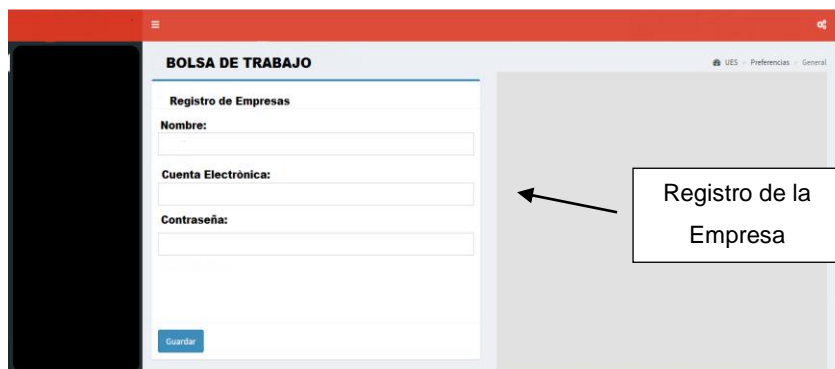 BOLSA DE TRABAJO
UES > Preferencias > General
Registro de Empresas
Nombre:
Cuenta Electrònica:
Contraseña:
Guardar
Registro de la
Empresa